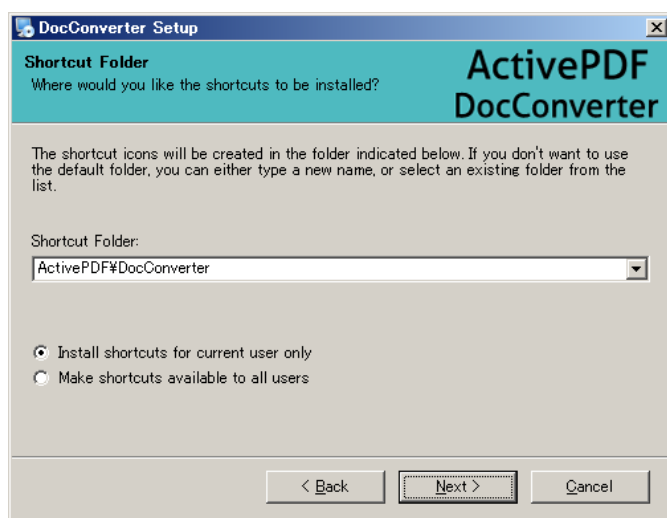 DocConverter Setup
Shortcut Folder
Where would you like the shortcuts to be installed?
ActivePDF
DocConverter
The shortcut icons will be created in the folder indicated below. If you don't want to use
the default folder, you can either type a new name, or select an existing folder from the
list.
Shortcut Folder:
ActivePDF¥DocConverter
Install shortcuts for current user only
Make shortcuts available to all users
< Back
Next >
Cancel